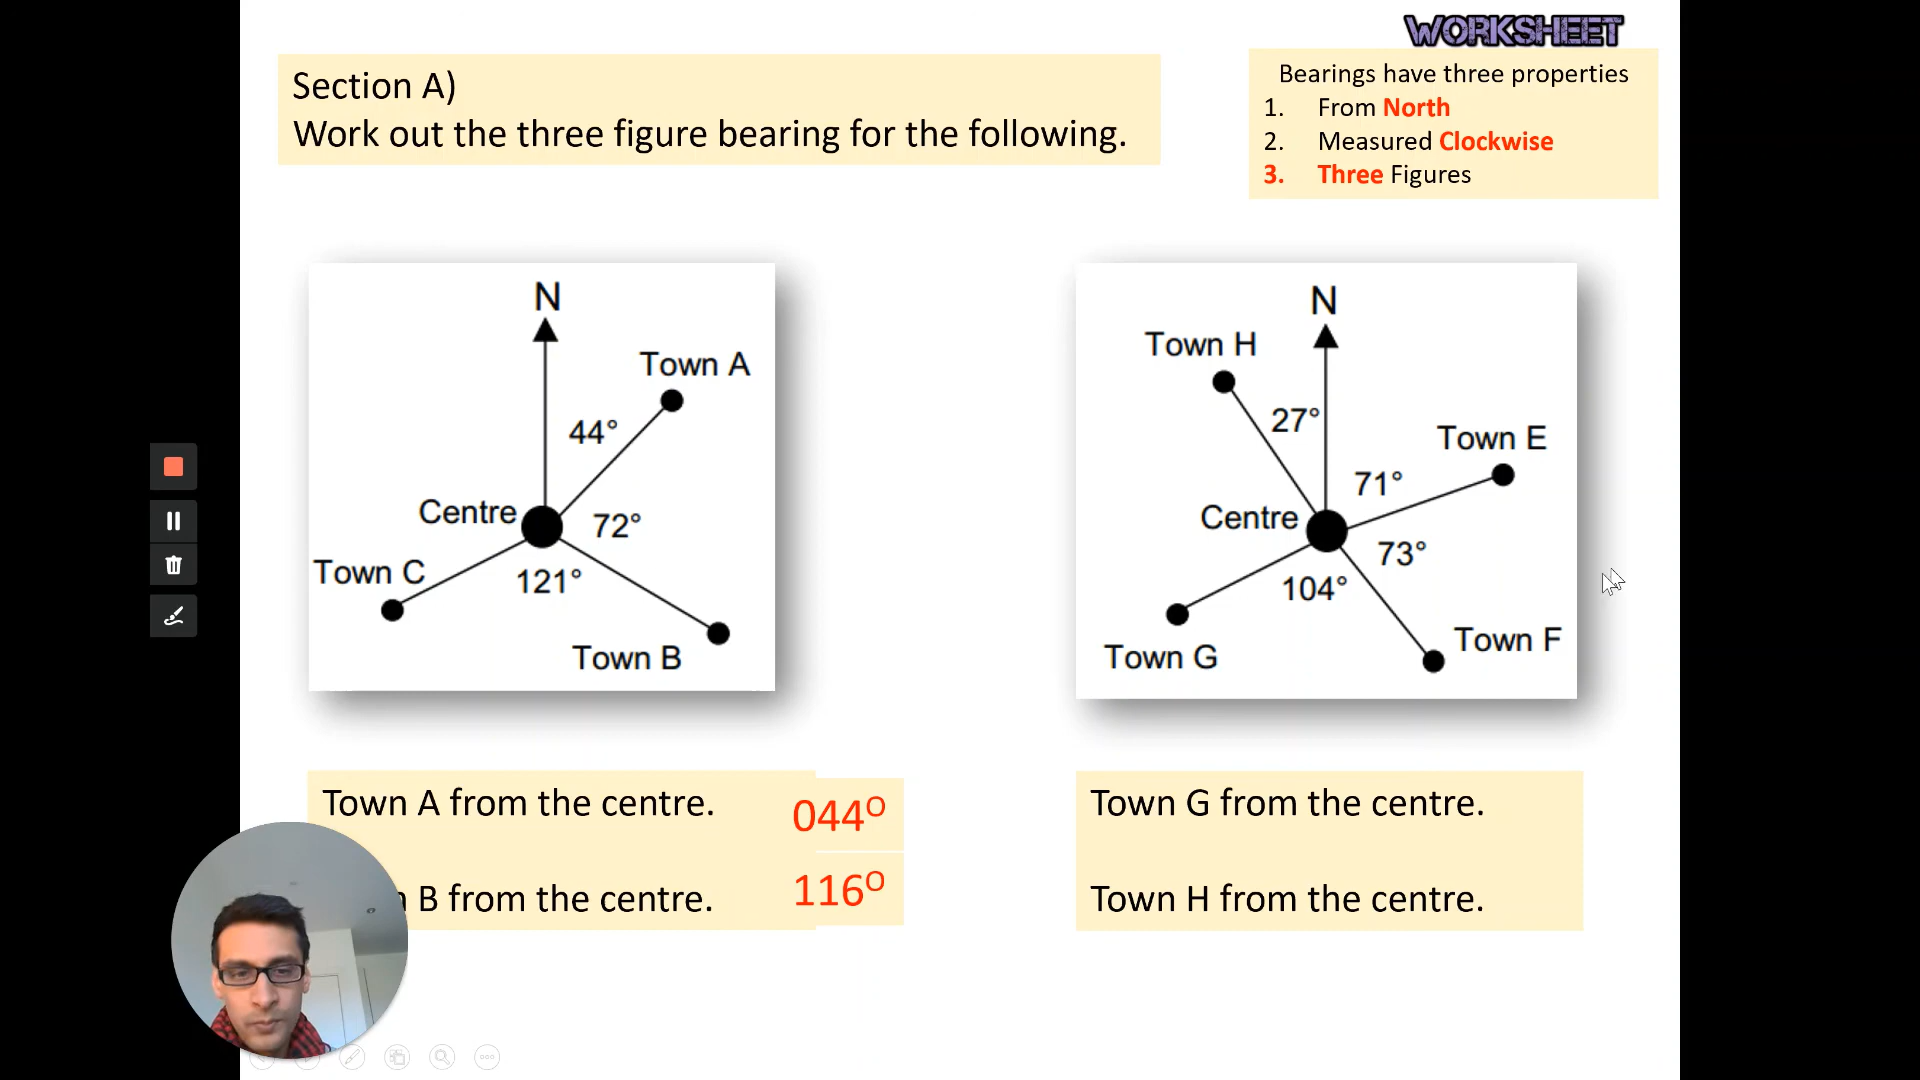 WORKSHEET
Section A)
Work out the three figure bearing for the following.
Bearings have three properties
1. From North
2. Measured Clockwise
3. Three Figures
N
Town A
44°
Centre
72°
Town C
121°
Town B
N
Town H
27°
Town E
71°
Centre
73°
104°
Town F
Town G
Town A from the centre. 044°
B from the centre. 116°
Town G from the centre.
Town H from the centre.